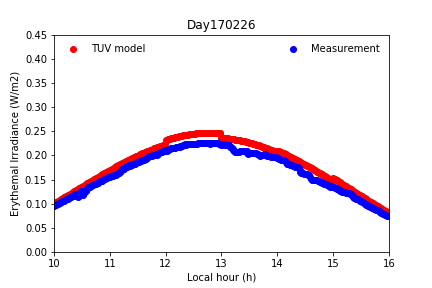 Day170226
TUV model
Measurement
Erythemal Irradiance (W/m2)
0.45
0.40
0.35
0.30
0.25
0.20
0.15
0.10
0.05
0.00
10 11 12 13 14 15 16
Local hour (h)